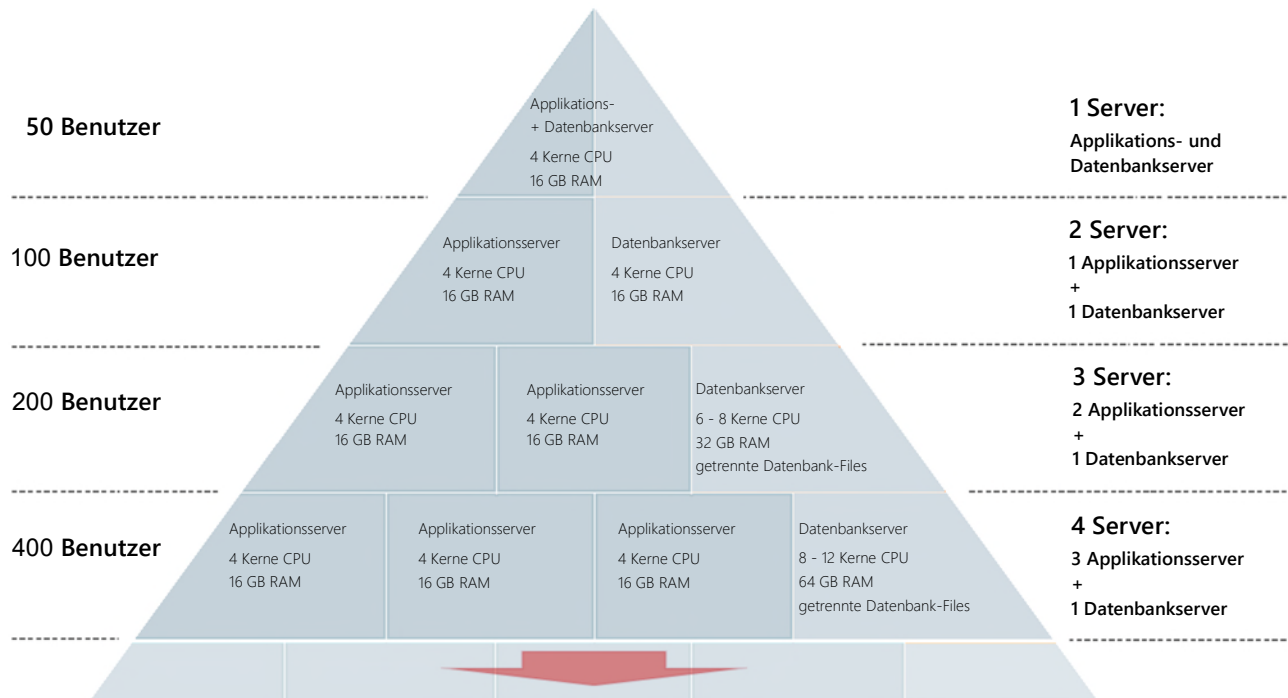 50 Benutzer
Applikations-
+ Datenbankserver
4 Kerne CPU
16 GB RAM
1 Server:
Applikations- und
Datenbankserver
100 Benutzer
Applikationsserver
4 Kerne CPU
16 GB RAM
Datenbankserver
4 Kerne CPU
16 GB RAM
2 Server:
1 Applikationsserver
+
1 Datenbankserver
200 Benutzer
Applikationsserver
4 Kerne CPU
16 GB RAM
Applikationsserver
4 Kerne CPU
16 GB RAM
Datenbankserver
6 - 8 Kerne CPU
32 GB RAM
getrennte Datenbank-Files
3 Server:
2 Applikationsserver
+
1 Datenbankserver
400 Benutzer
Applikationsserver
4 Kerne CPU
16 GB RAM
Applikationsserver
4 Kerne CPU
16 GB RAM
Applikationsserver
4 Kerne CPU
16 GB RAM
Datenbankserver
8 - 12 Kerne CPU
64 GB RAM
getrennte Datenbank-Files
4 Server:
3 Applikationsserver
+
1 Datenbankserver